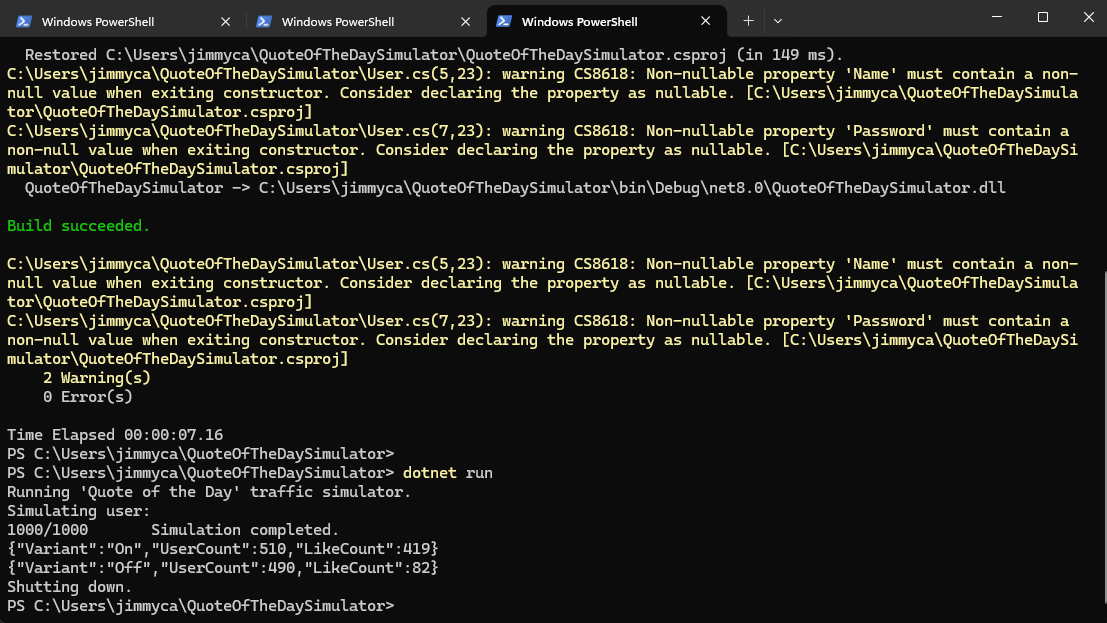 Windows PowerShell
Windows PowerShell
Windows PowerShell
Restored C:\Users\jimmyca\QuoteOfTheDaySimulator\QuoteOfTheDaySimulator.csproj (in 149 ms).
C:\Users\jimmyca\QuoteOfTheDaySimulator\User.cs(5,23): warning CS8618: Non-nullable property 'Name' must contain a non-
null value when exiting constructor. Consider declaring the property as nullable. [C:\Users\jimmyca\QuoteOfTheDaySimula
tor\QuoteOfTheDaySimulator.csproj]
C:\Users\jimmyca\QuoteOfTheDaySimulator\User.cs(7,23): warning CS8618: Non-nullable property 'Password' must contain a
non-null value when exiting constructor. Consider declaring the property as nullable. [C:\Users\jimmyca\QuoteOfTheDaySi
mulator\QuoteOfTheDaySimulator.csproj]
QuoteOfTheDaySimulator -> C:\Users\jimmyca\QuoteOfTheDaySimulator\bin\Debug\net8.0\QuoteOfTheDaySimulator.dll
Build succeeded.
C:\Users\jimmyca\QuoteOfTheDaySimulator\User.cs(5,23): warning CS8618: Non-nullable property 'Name' must contain a non-
null value when exiting constructor. Consider declaring the property as nullable. [C:\Users\jimmyca\QuoteOfTheDaySimula
tor\QuoteOfTheDaySimulator.csproj]
C:\Users\jimmyca\QuoteOfTheDaySimulator\User.cs(7,23): warning CS8618: Non-nullable property 'Password' must contain a
non-null value when exiting constructor. Consider declaring the property as nullable. [C:\Users\jimmyca\QuoteOfTheDaySi
mulator\QuoteOfTheDaySimulator.csproj]
2 Warning(s)
0 Error(s)
Time Elapsed 00:00:07.16
PS C:\Users\jimmyca\QuoteOfTheDaySimulator>
PS C:\Users\jimmyca\QuoteOfTheDaySimulator> dotnet run
Running 'Quote of the Day' traffic simulator.
Simulating user:
1000/1000       Simulation completed.
{"Variant":"On","UserCount":510,"LikeCount":419}
{"Variant":"Off","UserCount":490,"LikeCount":82}
Shutting down.
PS C:\Users\jimmyca\QuoteOfTheDaySimulator>